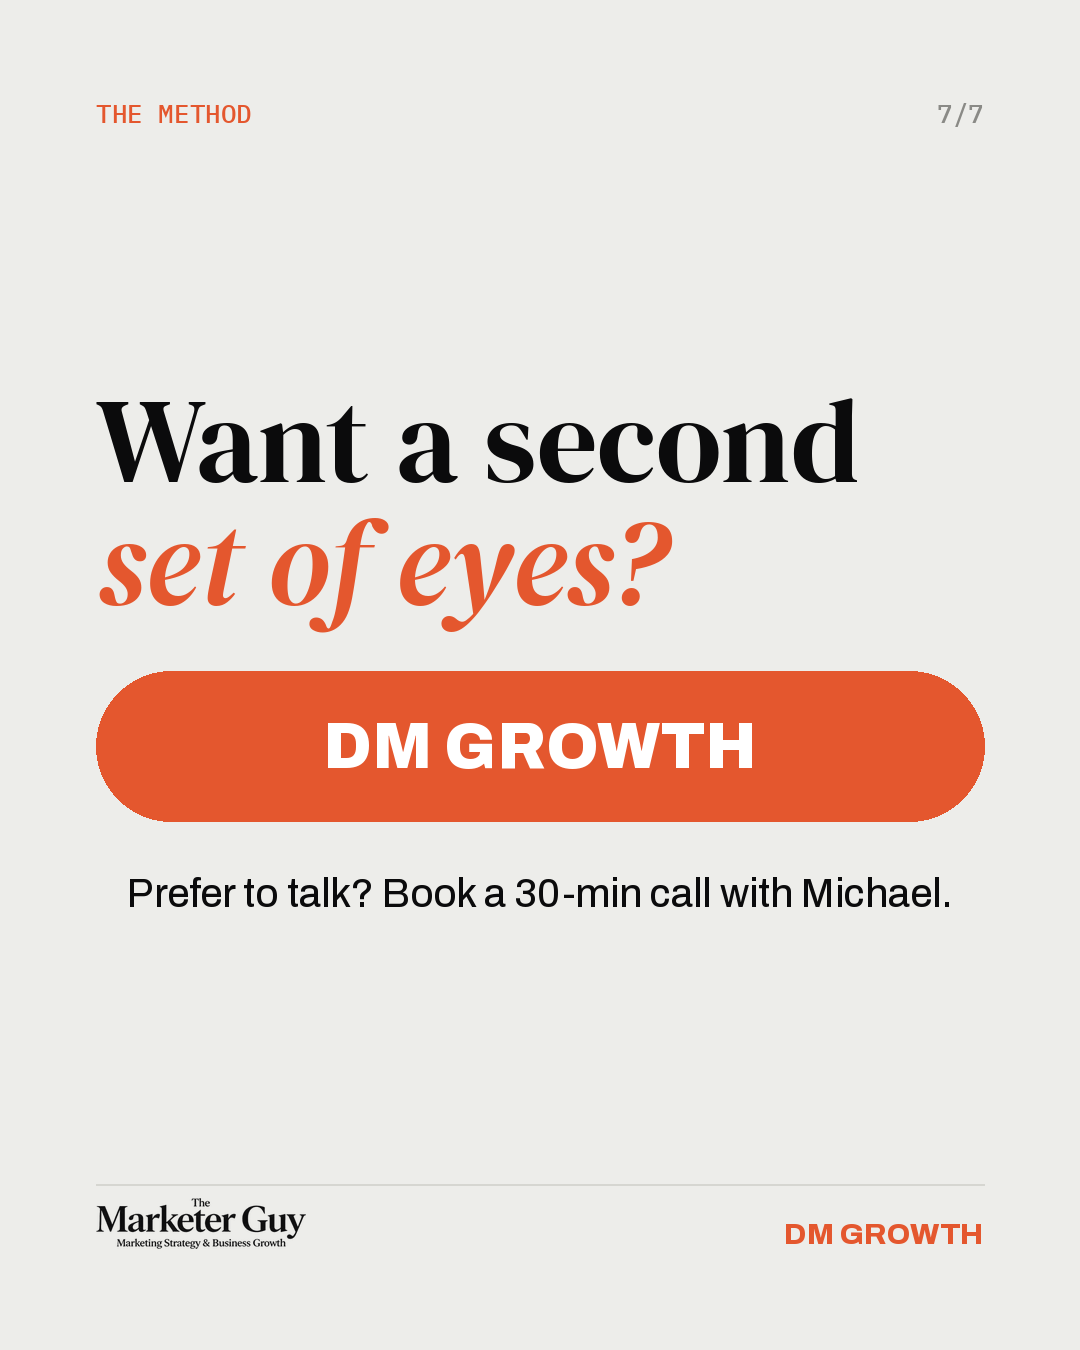 THE METHOD
7/7
Want a second
set of eyes?
DM GROWTH
Prefer to talk? Book a 30-min call with Michael.
The
Marketer Guy
Marketing Strategy & Business Growth
DM GROWTH